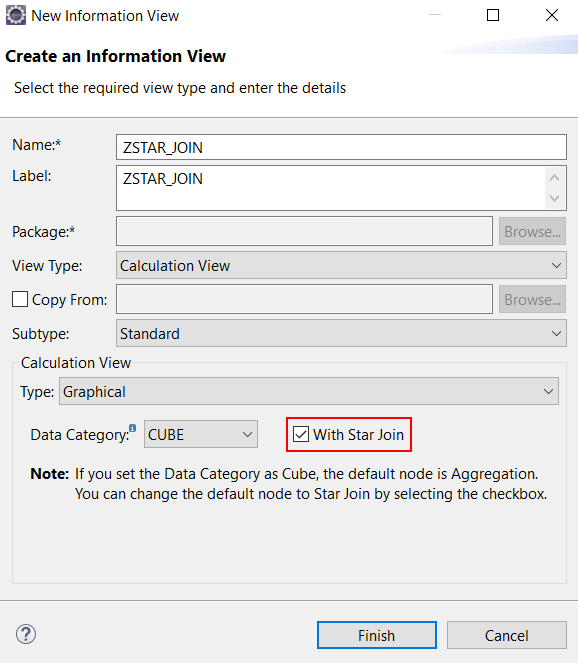 New Information View
Create an Information View
Select the required view type and enter the details
Name:* ZSTAR_JOIN
Label: ZSTAR_JOIN
Package:* Browse...
View Type: Calculation View
Copy From: Browse...
Subtype: Standard
Calculation View
Type: Graphical
Data Category: CUBE With Star Join
Note: If you set the Data Category as Cube, the default node is Aggregation.
You can change the default node to Star Join by selecting the checkbox.
? Finish Cancel